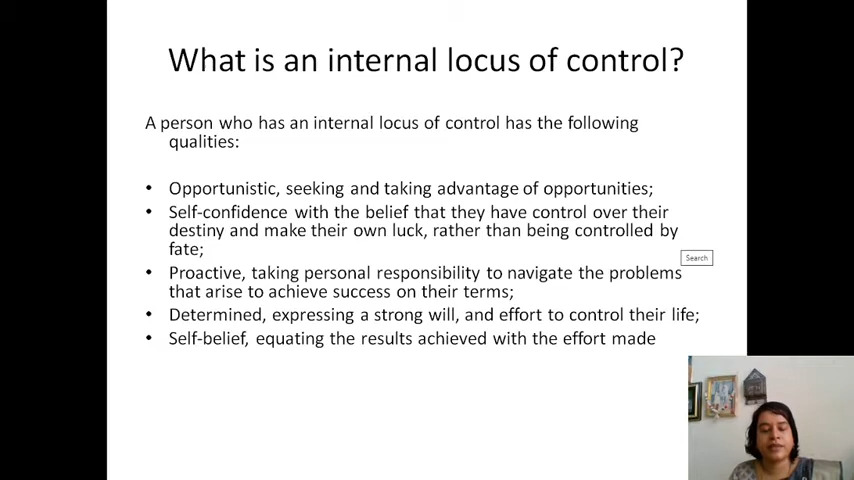 What is an internal locus of control?
A person who has an internal locus of control has the following
qualities:
• Opportunistic, seeking and taking advantage of opportunities;
• Self-confidence with the belief that they have control over their
destiny and make their own luck, rather than being controlled by
fate;
Search
• Proactive, taking personal responsibility to navigate the problems
that arise to achieve success on their terms;
• Determined, expressing a strong will, and effort to control their life;
• Self-belief, equating the results achieved with the effort made